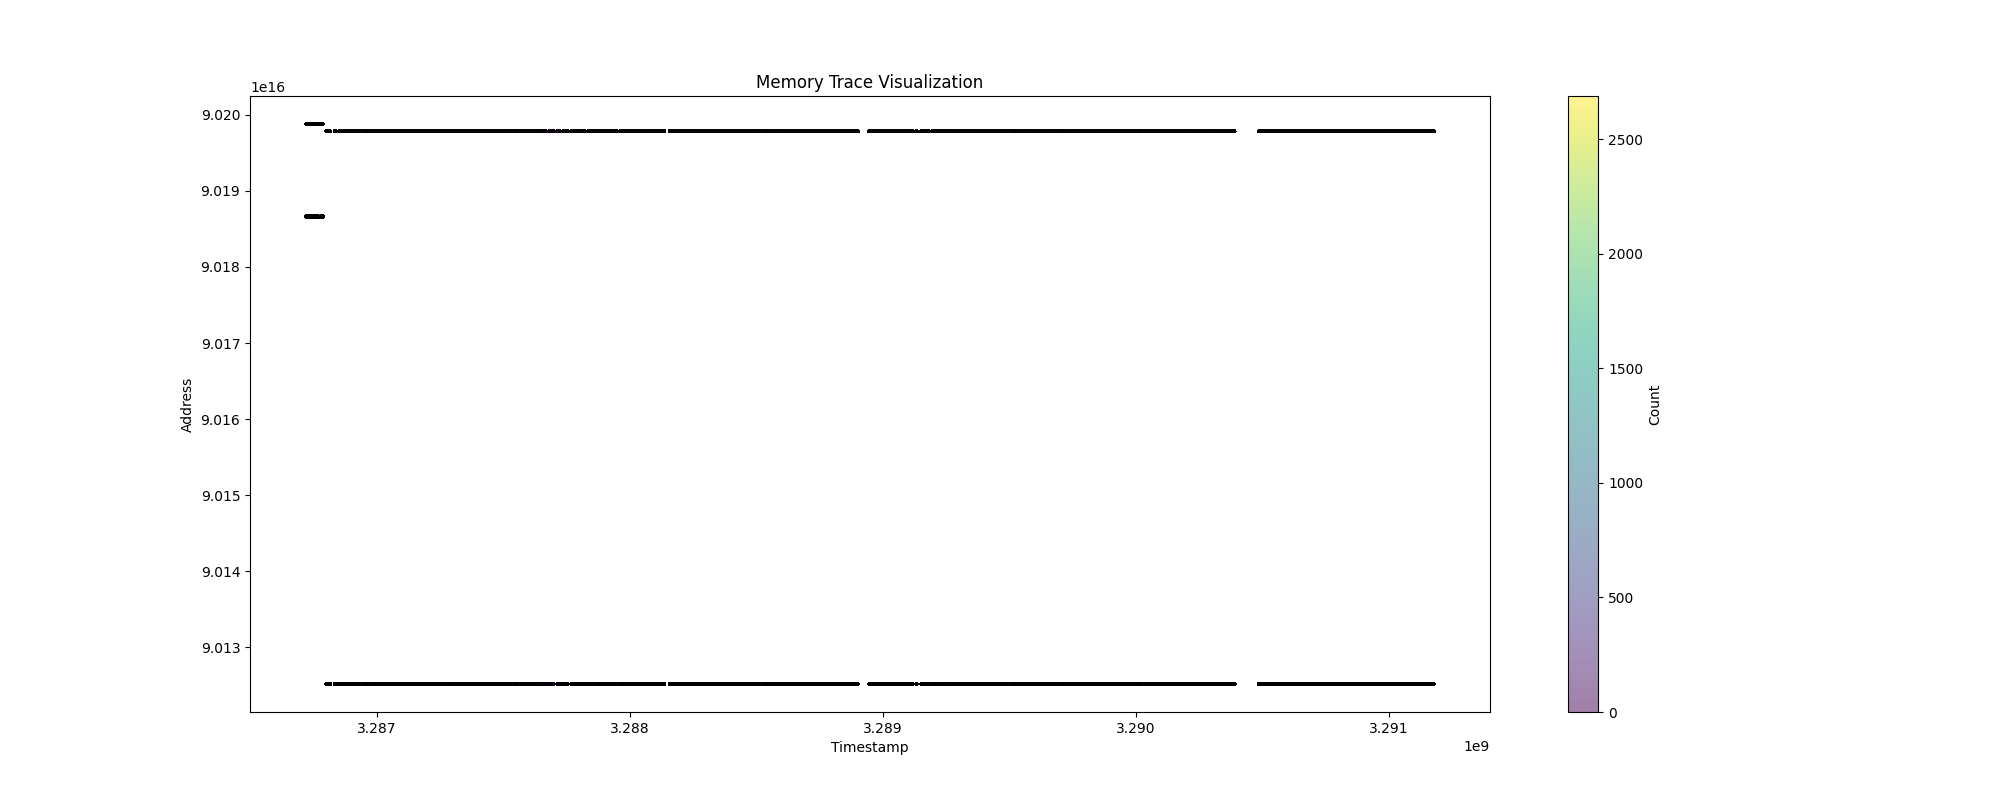 Memory Trace Visualization
1e16
9.020
9.019
9.018
9.017
9.016
9.015
9.014
9.013
Address
3.287 3.288 3.289 3.290 3.291
1e9
Timestamp
2500
2000
1500
1000
500
0
Count